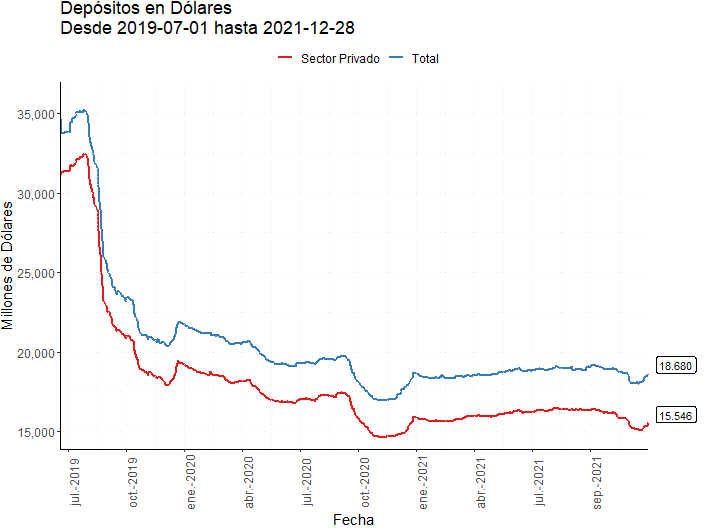 Depósitos en Dólares
Desde 2019-07-01 hasta 2021-12-28
Sector Privado
Total
Millones de Dólares
35,000
30,000
25,000
20,000
15,000
18.680
15.546
jul.-2019
oct.-2019
ene.-2020
abr.-2020
jul.-2020
oct.-2020
ene.-2021
abr.-2021
jul.-2021
sep.-2021
Fecha